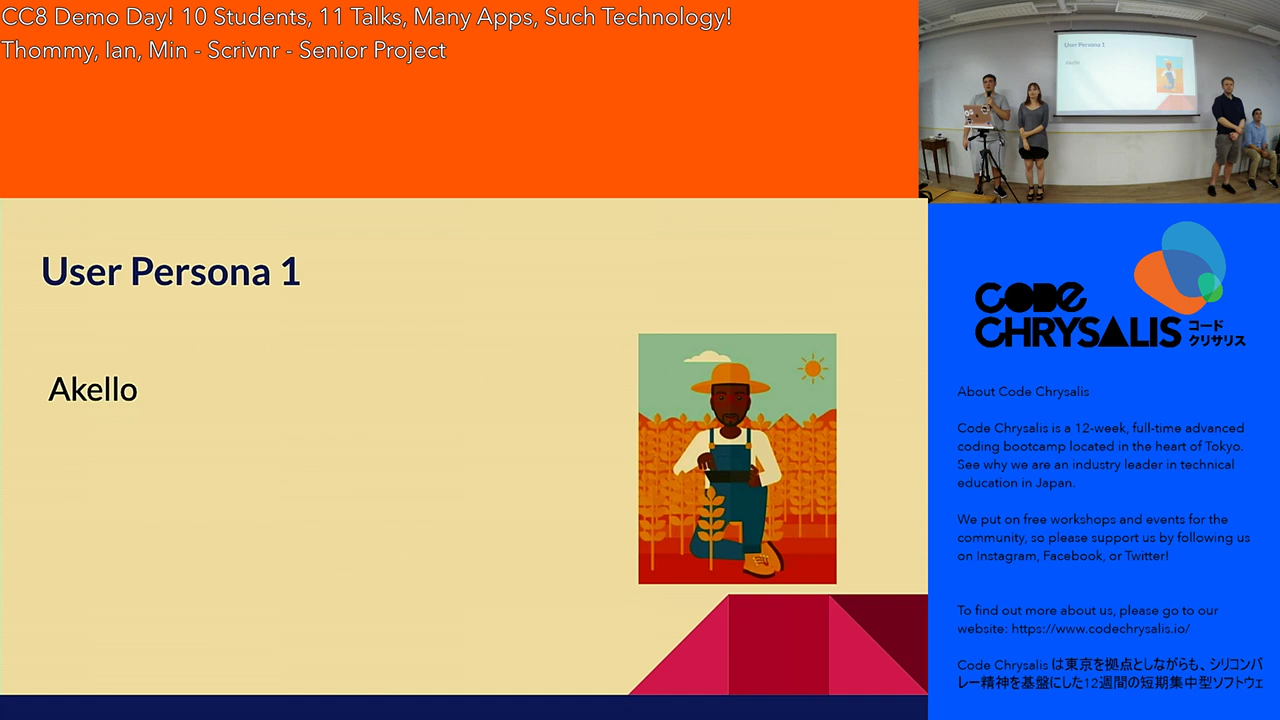 CC8 Demo Day! 10 Students, 11 Talks, Many Apps, Such Technology!
Thommy, Ian, Min - Scrivnr - Senior Project
User Persona 1
Akello
User Persona 1
Akello
CODE
CHRYSALIS
コード
クリサリス
About Code Chrysalis
Code Chrysalis is a 12-week, full-time advanced
coding bootcamp located in the heart of Tokyo.
See why we are an industry leader in technical
education in Japan.
We put on free workshops and events for the
community, so please support us by following us
on Instagram, Facebook, or Twitter!
To find out more about us, please go to our
website: https://www.codechrysalis.io/
Code Chrysalis は東京を拠点としながらも、シリコンバ
レー精神を基盤にした12週間の短期集中型ソフトウェ